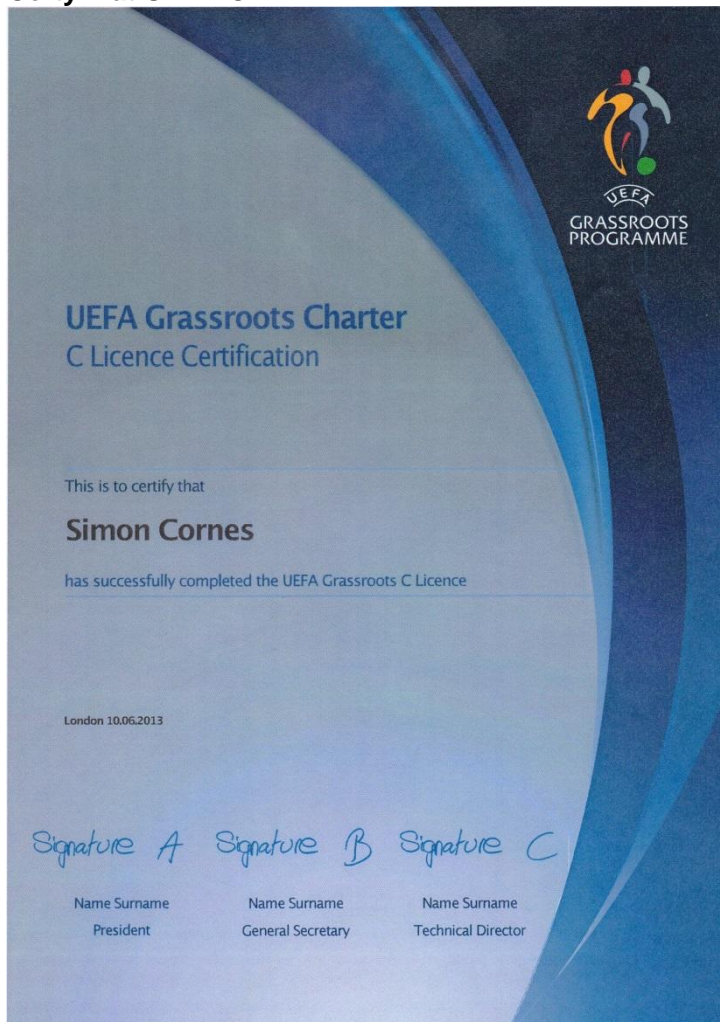 UEFA
GRASSROOTS
PROGRAMME
UEFA Grassroots Charter
C Licence Certification
This is to certify that
Simon Cornes
has successfully completed the UEFA Grassroots C Licence
London 10.06.2013
Signature A Signature B Signature C
Name Surname Name Surname Name Surname
President General Secretary Technical Director